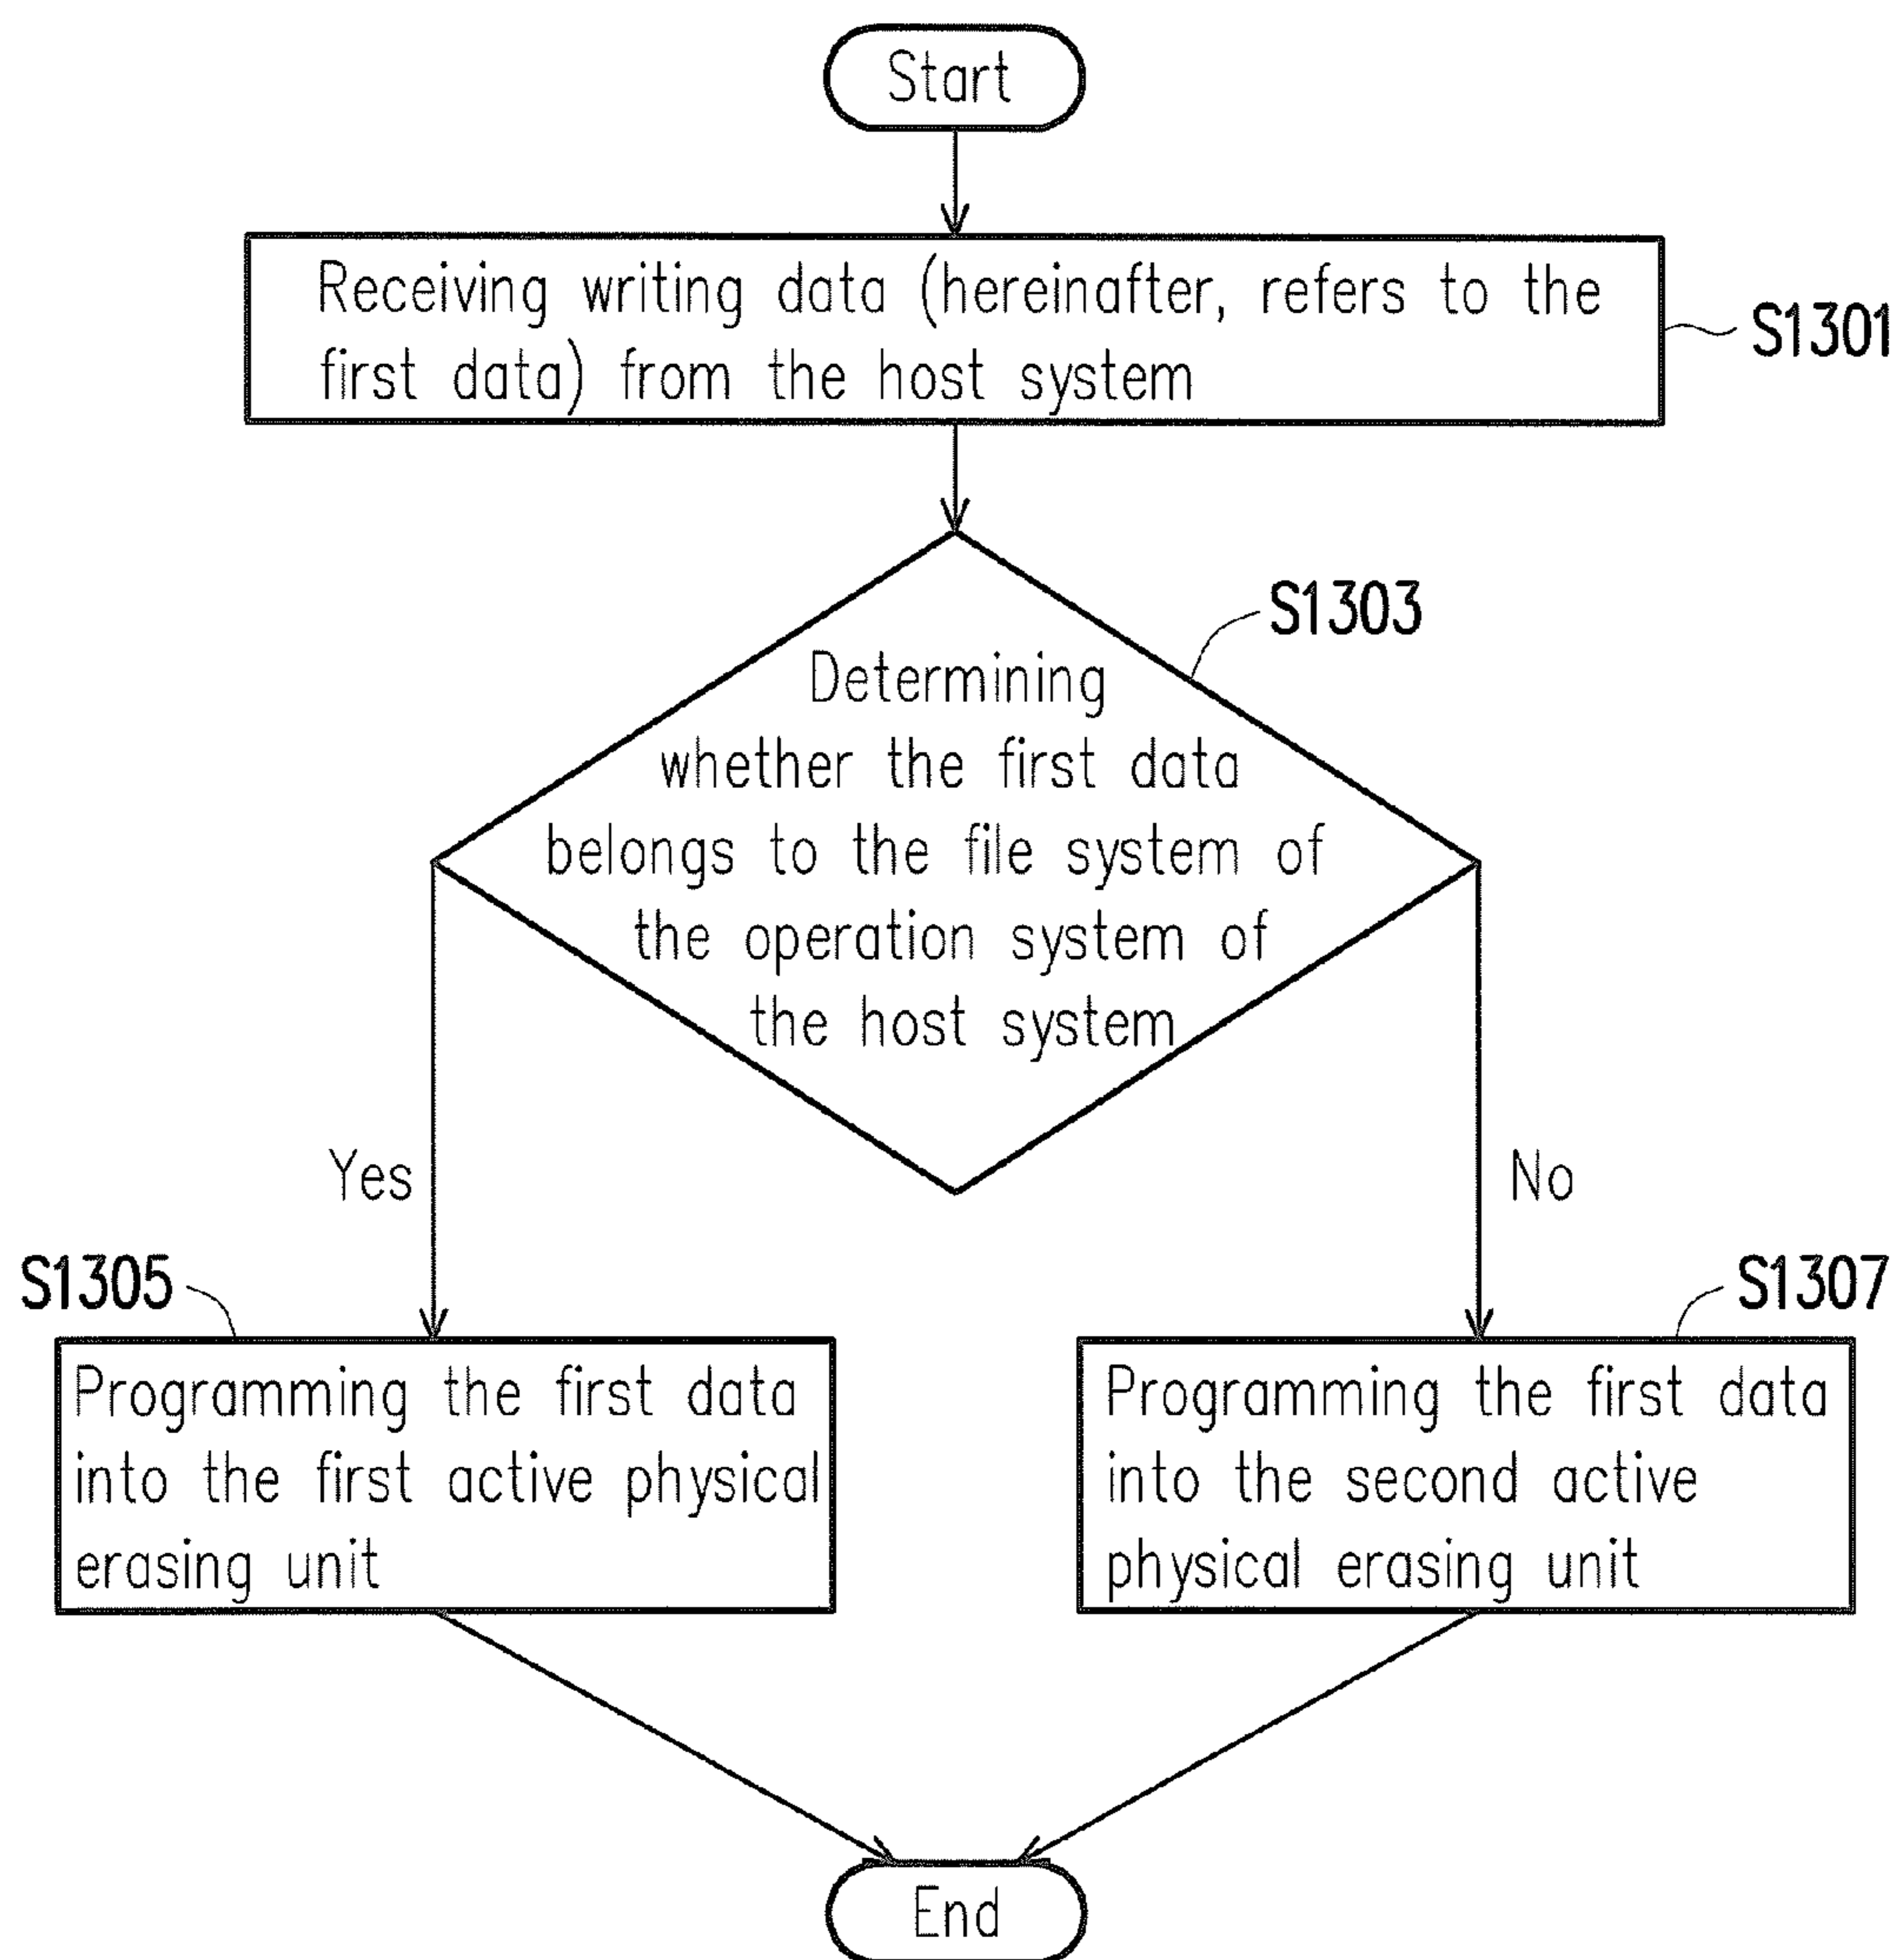 Start
Receiving writing data (hereinafter, refers to the
first data) from the host system
S1301
S1303
Determining
whether the first data
belongs to the file system of
the operation system of
the host system
Yes
No
S1305
S1307
Programming the first data
into the first active physical
erasing unit
Programming the first data
into the second active
physical erasing unit
End